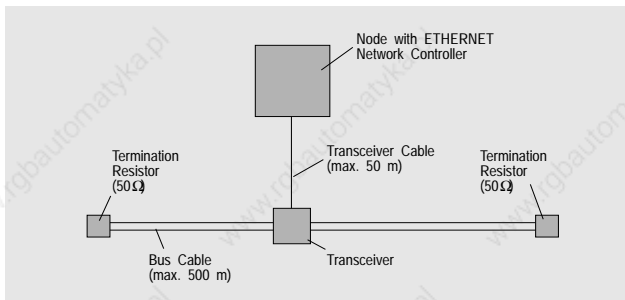 Node with ETHERNET
Network Controller
Termination
Resistor
(50Ω)
Transceiver Cable
(max. 50 m)
Termination
Resistor
(50Ω)
Bus Cable
(max. 500 m)
Transceiver
www.rgbautomatyka.pl